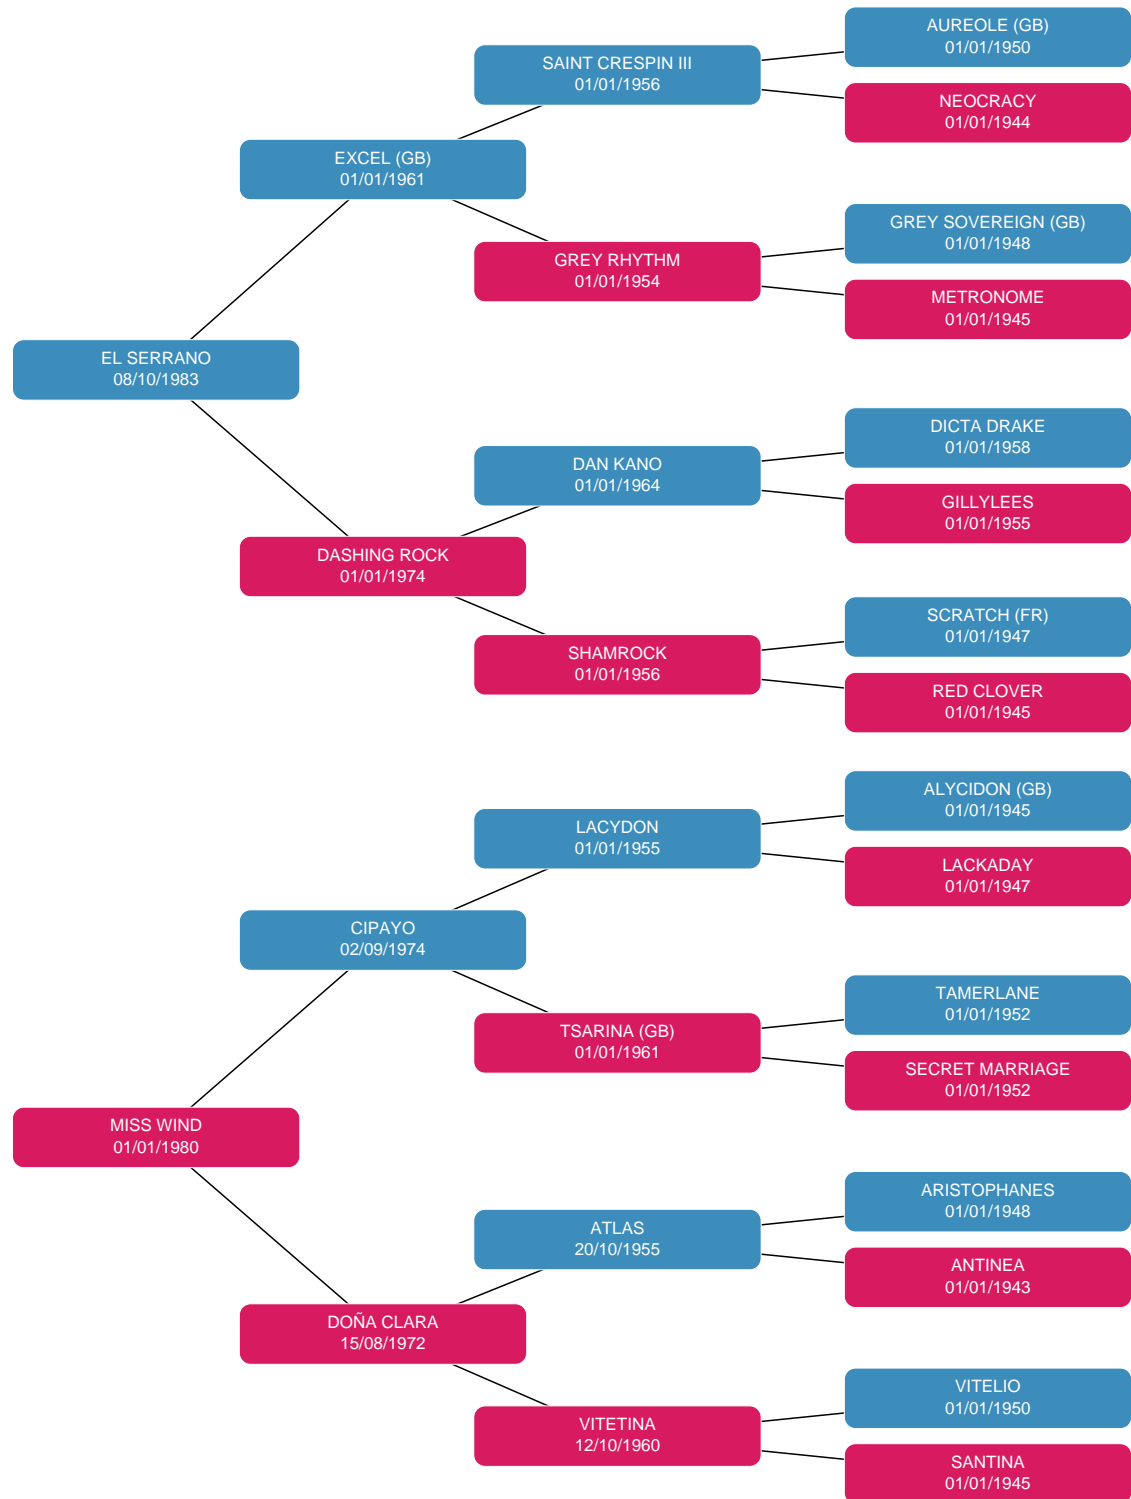 AUREOLE (GB)
01/01/1950
SAINT CRESPIN III
01/01/1956
NEOCRACY
01/01/1944
EXCEL (GB)
01/01/1961
GREY SOVEREIGN (GB)
01/01/1948
GREY RHYTHM
01/01/1954
METRONOME
01/01/1945
EL SERRANO
08/10/1983
DICTA DRAKE
01/01/1958
DAN KANO
01/01/1964
GILLYLEES
01/01/1955
DASHING ROCK
01/01/1974
SCRATCH (FR)
01/01/1947
SHAMROCK
01/01/1956
RED CLOVER
01/01/1945
ALYCIDON (GB)
01/01/1945
LACYDON
01/01/1955
LACKADAY
01/01/1947
CIPAYO
02/09/1974
TAMERLANE
01/01/1952
TSARINA (GB)
01/01/1961
SECRET MARRIAGE
01/01/1952
MISS WIND
01/01/1980
ARISTOPHANES
01/01/1948
ATLAS
20/10/1955
ANTINEA
01/01/1943
DOÑA CLARA
15/08/1972
VITELIO
01/01/1950
VITETINA
12/10/1960
SANTINA
01/01/1945